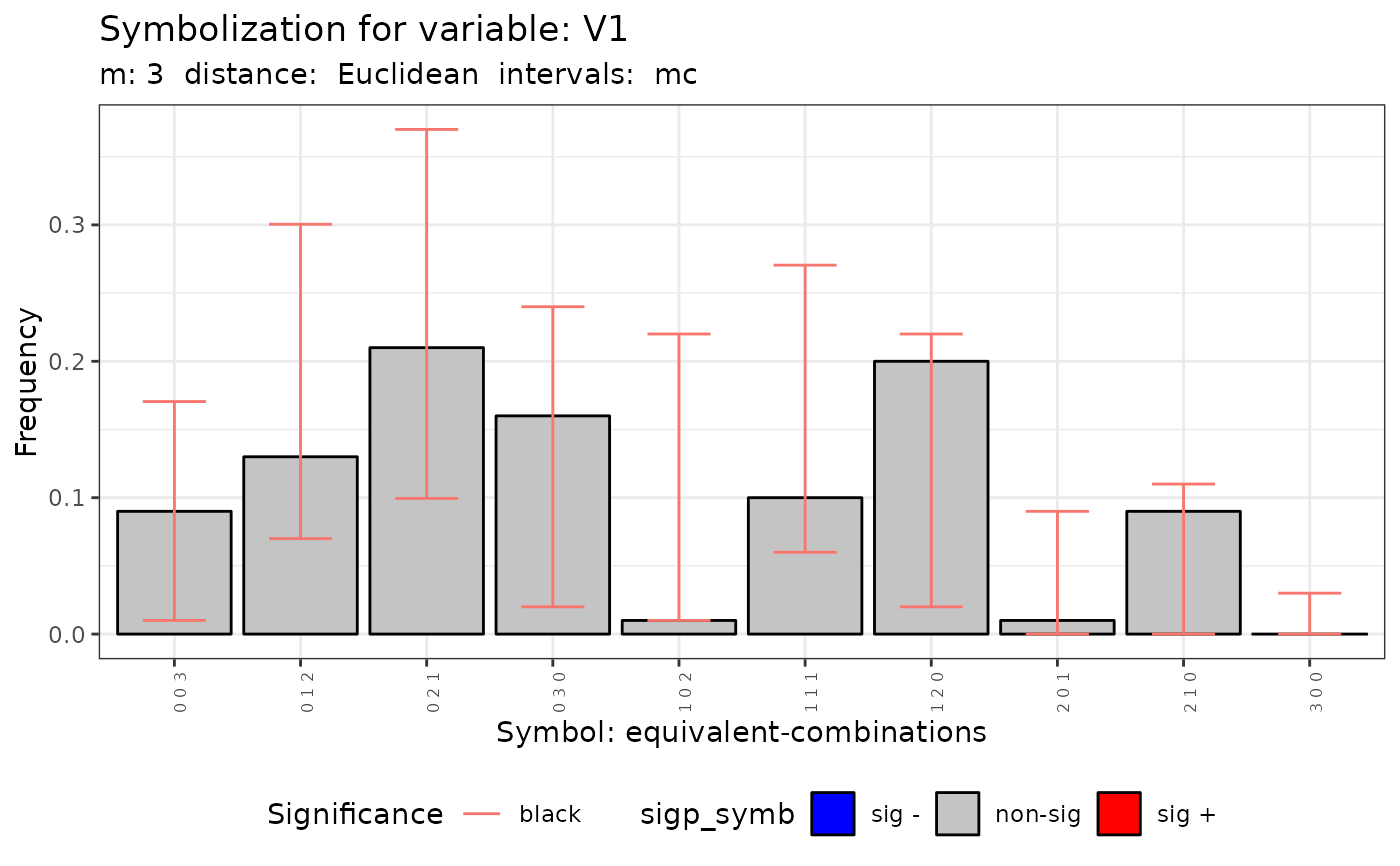 Symbolization for variable: V1
m: 3 distance: Euclidean intervals: mc
Frequency
0.3
0.2
0.1
0.0
0 0 3
0 1 2
0 2 1
0 3 0
1 0 2
1 1 1
1 2 0
2 0 1
2 1 0
3 0 0
Symbol: equivalent-combinations
Significance black sigp_symb sig - non-sig sig +